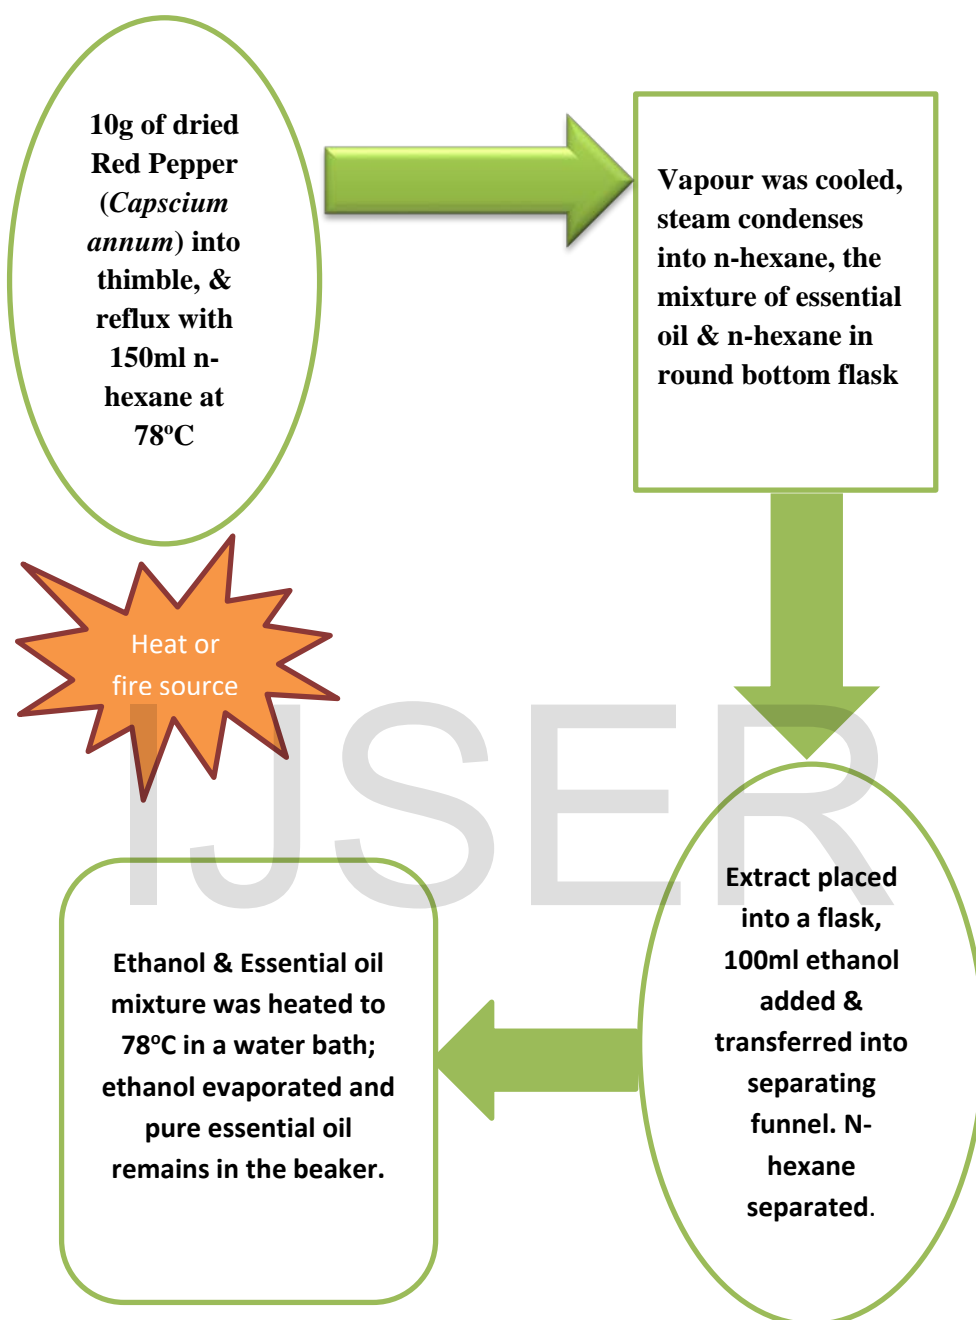 10g of dried
Red Pepper
(Capscium
annum) into
thimble, &
reflux with
150ml n-
hexane at
78ºC
Vapour was cooled,
steam condenses
into n-hexane, the
mixture of essential
oil & n-hexane in
round bottom flask
Heat or
fire source
IJSER
Extract placed
into a flask,
100ml ethanol
added &
transferred into
separating
funnel. N-
hexane
separated.
Ethanol & Essential oil
mixture was heated to
78ºC in a water bath;
ethanol evaporated and
pure essential oil
remains in the beaker.